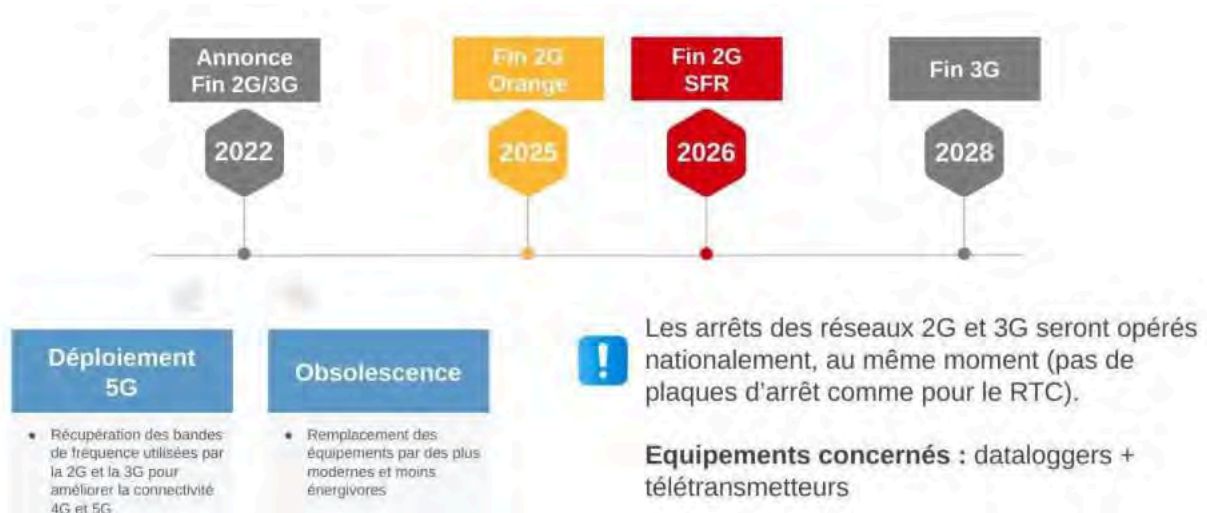 Annonce
Fin 2G/3G
Fin 2G
Orange
Fin 2G
SFR
Fin 3G
2022
2025
2026
2028
Déploiement
5G
Récupération des bandes
de fréquence utilisées par
la 2G et la 3G pour
améliorer la connectivité
4G et 5G
Obsolescence
Remplacement des
équipements par des plus
modernes et moins
énergivores
!
Les arrêts des réseaux 2G et 3G seront opérés
nationalement, au même moment (pas de
plaques d'arrêt comme pour le RTC).
Equipements concernés : dataloggers +
télétransmetteurs